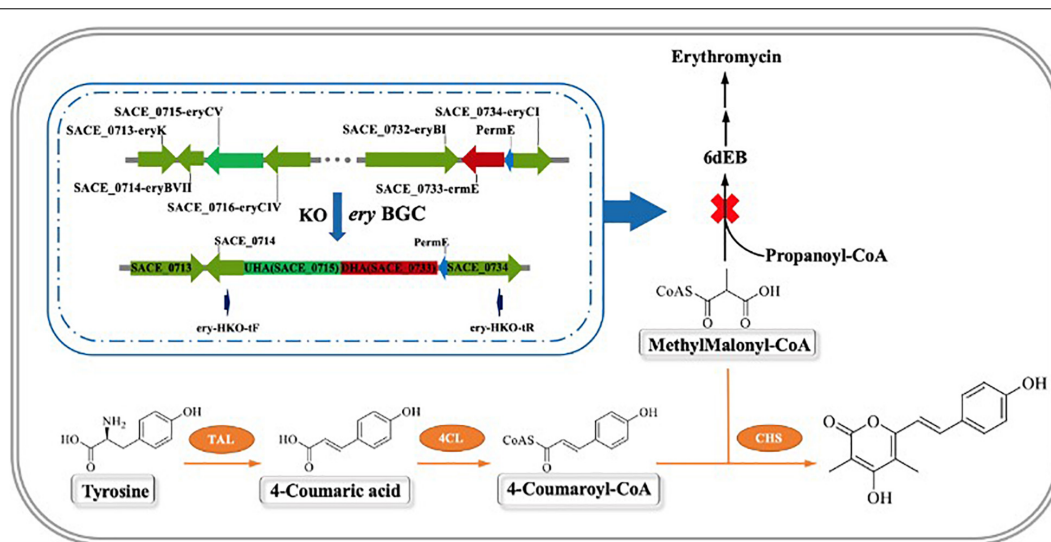 Erythromycin
SACE_0715-eryCV
SACE_0734-eryCI
SACE_0713-eryK
SACE_0732-eryBI
PermE
SACE_0714-eryBVII
SACE_0733-ermE
SACE_0716-eryCIV
6dEB
KO
ery BGC
SACE_0714
PermE
SACE_0713
UHA(SACE_0715)
DHA(SACE_0733)
SACE_0734
ery-HKO-tF
ery-HKO-tR
Propanoyl-CoA
CoAS
OH
O
O
MethylMalonyl-CoA
NH2
OH
HO
O
TAL
Tyrosine
OH
HO
O
4CL
4-Coumaric acid
OH
CoAS
O
4-Coumaroyl-CoA
CHS
OH
O
O
OH